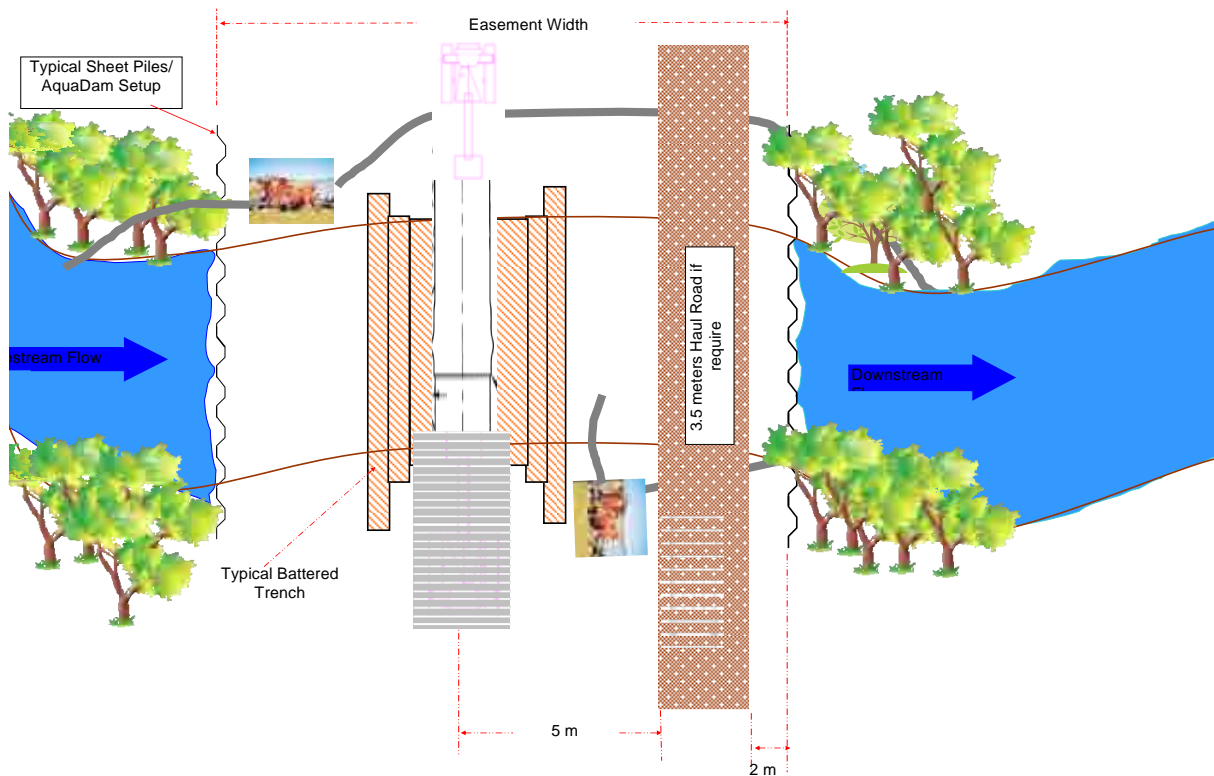 Easement Width
Typical Sheet Piles/
AquaDam Setup
3.5 meters Haul Road if
require
nstream Flow
Downstream
Typical Battered
Trench
5 m
2 m